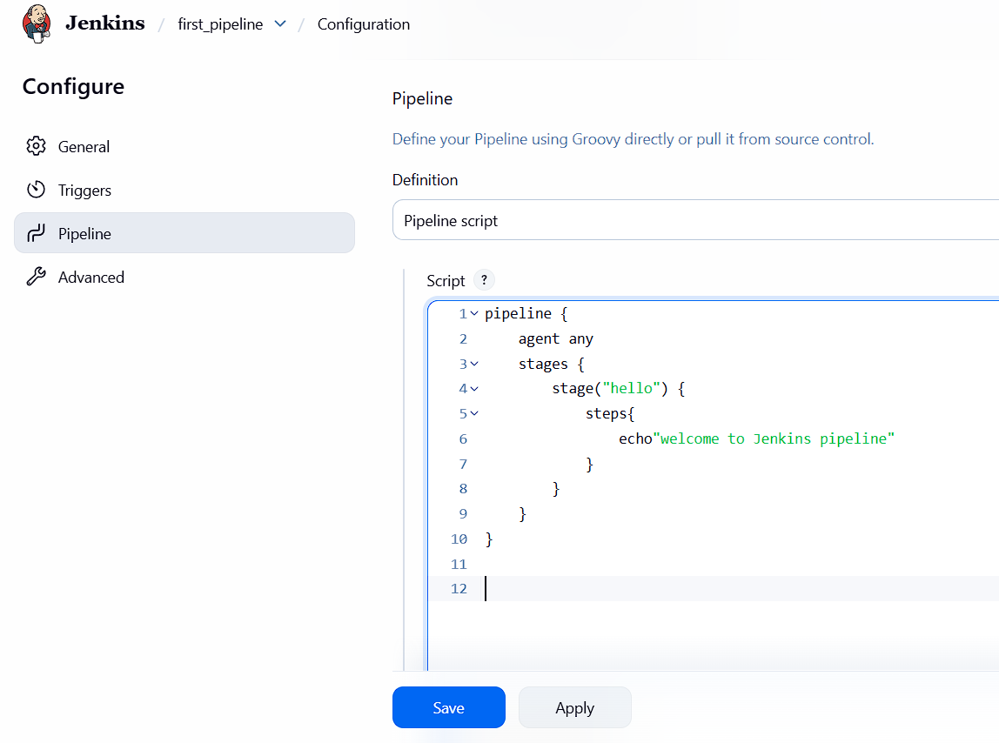 Jenkins / first_pipeline / Configuration
Configure
General
Triggers
Pipeline
Advanced
Pipeline
Define your Pipeline using Groovy directly or pull it from source control.
Definition
Pipeline script
Script ?
1 pipeline {
2     agent any
3     stages {
4         stage("hello") {
5             steps{
6                 echo"welcome to Jenkins pipeline"
7             }
8         }
9     }
10 }
11
12
Save Apply